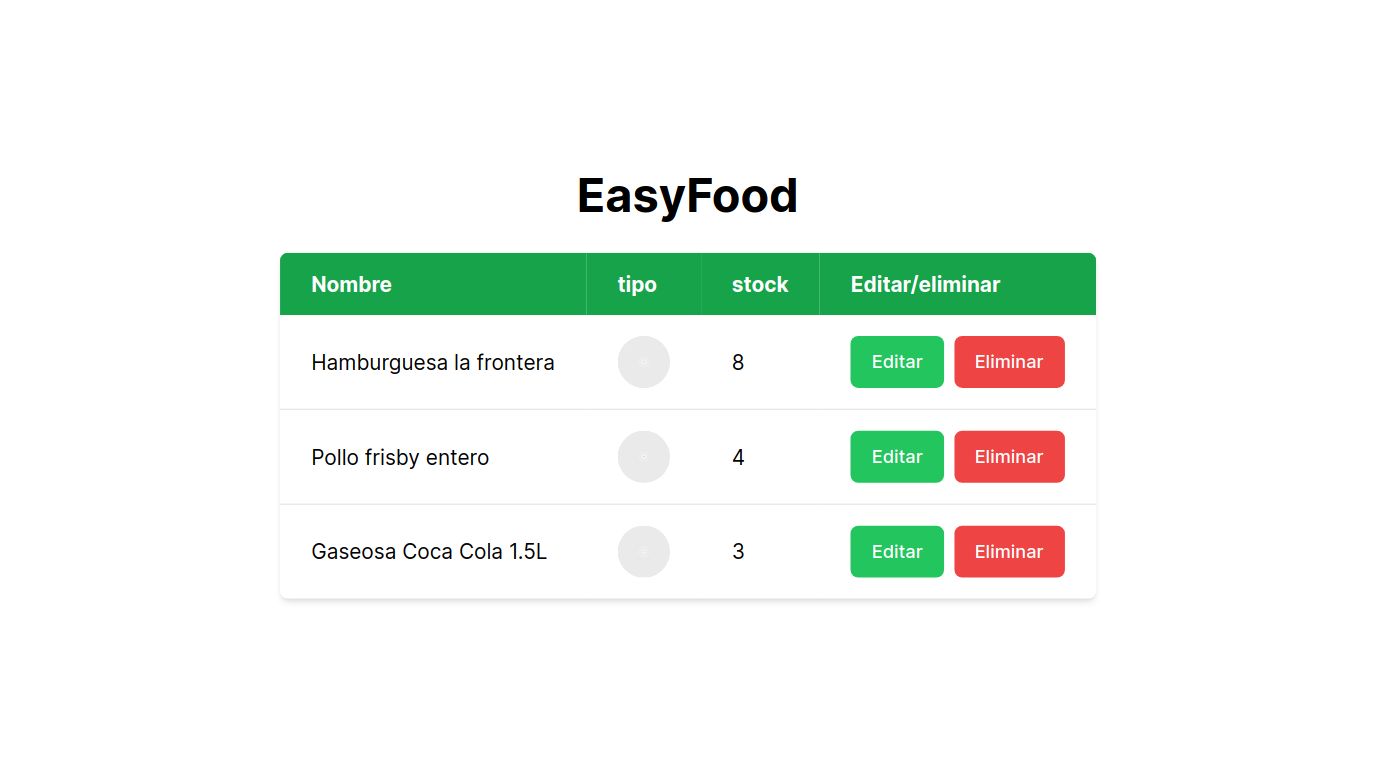 EasyFood
Nombre tipo stock Editar/eliminar
Hamburguesa la frontera 8 Editar Eliminar
Pollo frisby entero 4 Editar Eliminar
Gaseosa Coca Cola 1.5L 3 Editar Eliminar